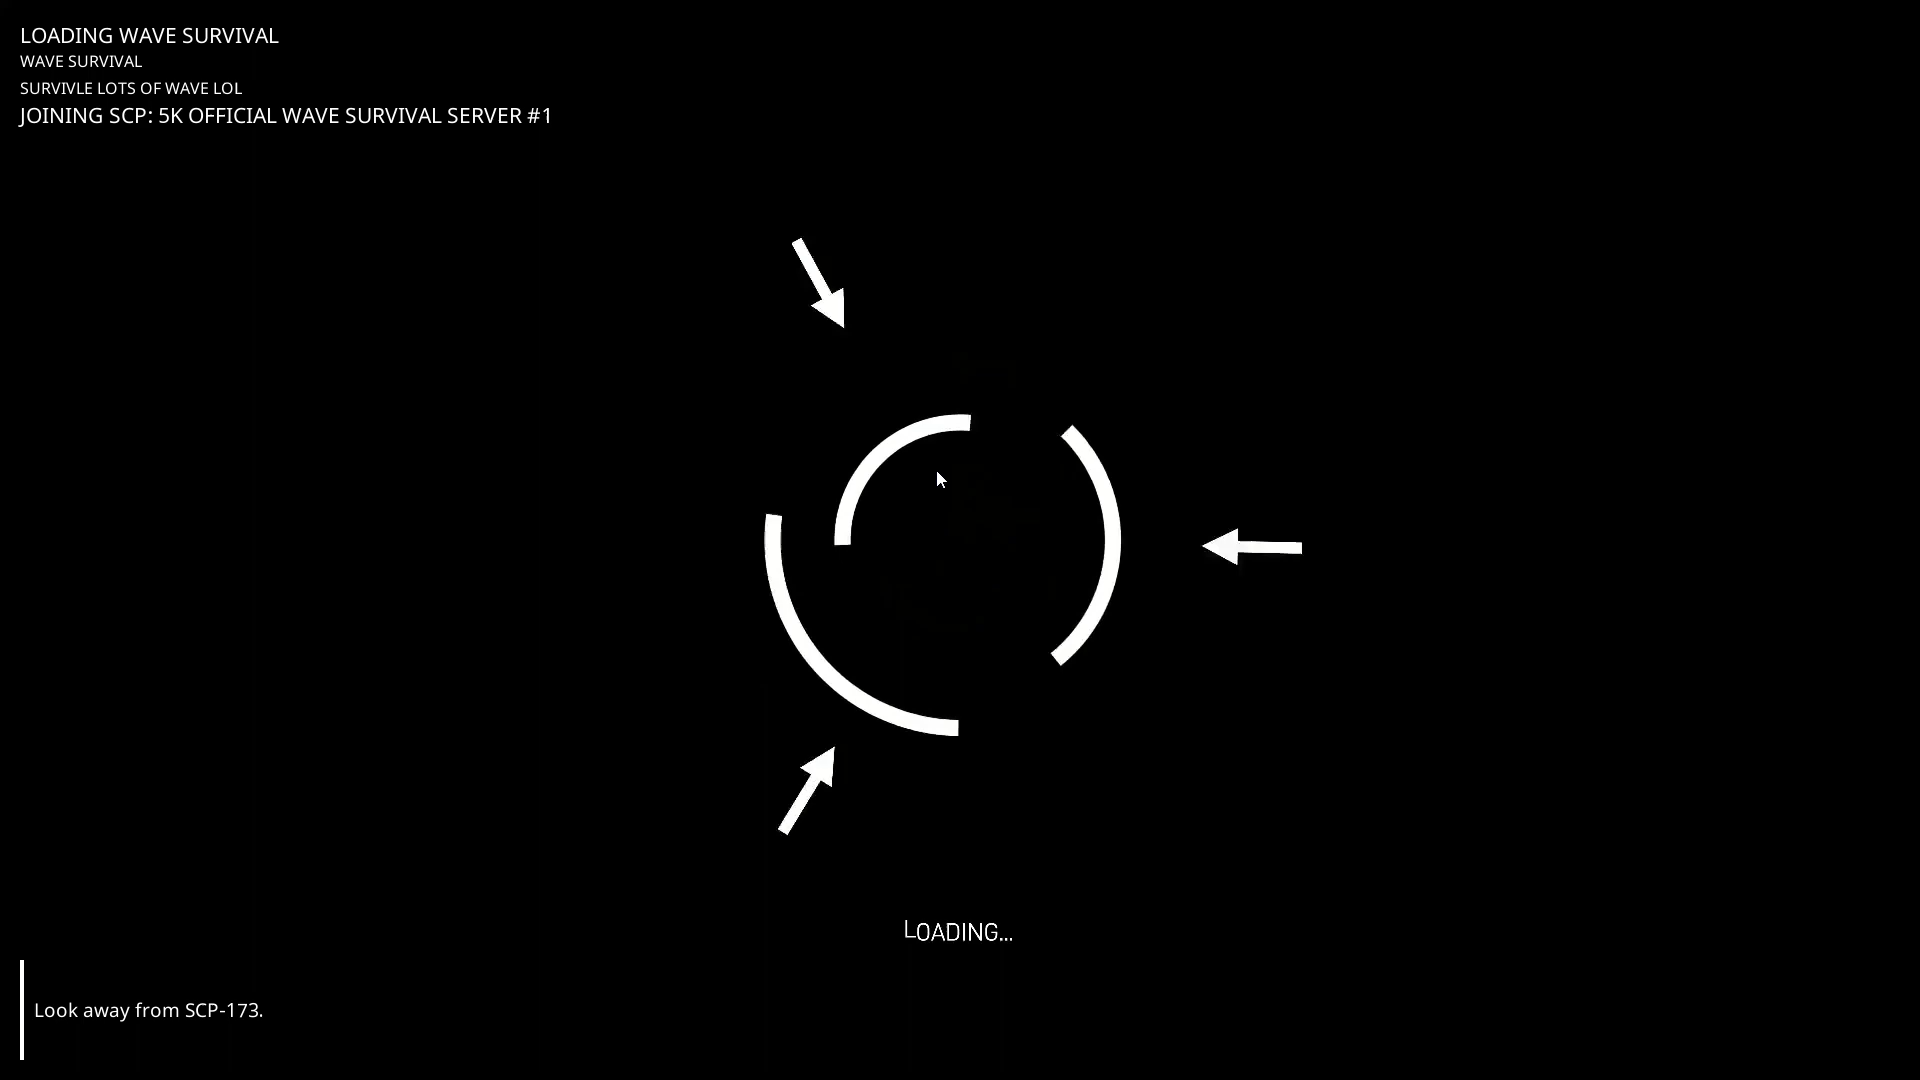 LOADING WAVE SURVIVAL
WAVE SURVIVAL
SURVIVLE LOTS OF WAVE LOL
JOINING SCP: 5K OFFICIAL WAVE SURVIVAL SERVER #1
LOADING...
Look away from SCP-173.